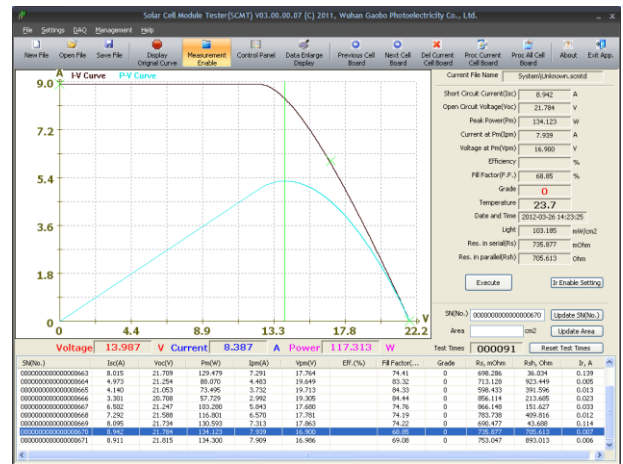 Solar Cell Module Tester(SCMT) V03.00.00.07 (C) 2011, Wuhan Gaobo Photoelectricity Co., Ltd.
File Settings DAQ Management Help
New File Open File Save File Display Orignal Curve Measurement Enable Control Panel Data Enlarge Display Previous Cell Board Next Cell Board Del Current Cell Board Proc Current Cell Board Proc All Cell Board About Exit App.
A I-V Curve P-V Curve
9.0
7.2
5.4
3.6
1.8
0
0 4.4 8.9 13.3 17.8 22.2 V
Voltage 13.987 V Current 8.387 A Power 117.313 W
Current File Name System\Unknown.scmtd
Short Circuit Current(Isc) 8.942 A
Open Circuit Voltage(Voc) 21.784 V
Peak Power(Pm) 134.123 W
Current at Pm(Ipm) 7.939 A
Voltage at Pm(Vpm) 16.900 V
Efficiency %
Fill Factor(F.F.) 68.85 %
Grade 0
Temperature 23.7
Date and Time 2012-03-26 14:23:25
Light 103.185 mW/cm2
Res. in serial(Rs) 735.877 mOhm
Res. in parallel(Rsh) 705.613 Ohm
Execute Ir Enable Setting
SN(No.) Update SN(No.)
Area cm2 Update Area
Test Times 000091 Reset Test Times
SN(No.) Isc(A) Voc(V) Pm(W) Ipm(A) Vpm(V) Eff.(%) Fill Factor(... Grade Rs, mOhm Rsh, Ohm Ir, A
8.015 21.709 129.479 7.291 17.764 74.41 0 698.286 36.034 0.139
4.973 21.254 88.070 4.483 19.649 83.32 0 713.128 923.449 0.005
4.140 21.053 73.495 3.732 19.713 84.33 0 598.433 391.596 0.013
3.301 20.708 57.729 2.992 19.305 84.44 0 856.114 213.685 0.023
6.502 21.247 103.280 5.843 17.680 74.76 0 866.148 151.627 0.033
7.292 21.588 116.801 6.570 17.781 74.19 0 783.738 409.816 0.012
8.095 21.734 130.593 7.313 17.863 74.22 0 690.477 43.688 0.114
8.942 21.784 134.123 7.939 16.900 68.85 0 735.877 705.613 0.007
8.911 21.815 134.300 7.909 16.986 69.08 0 753.047 893.013 0.006